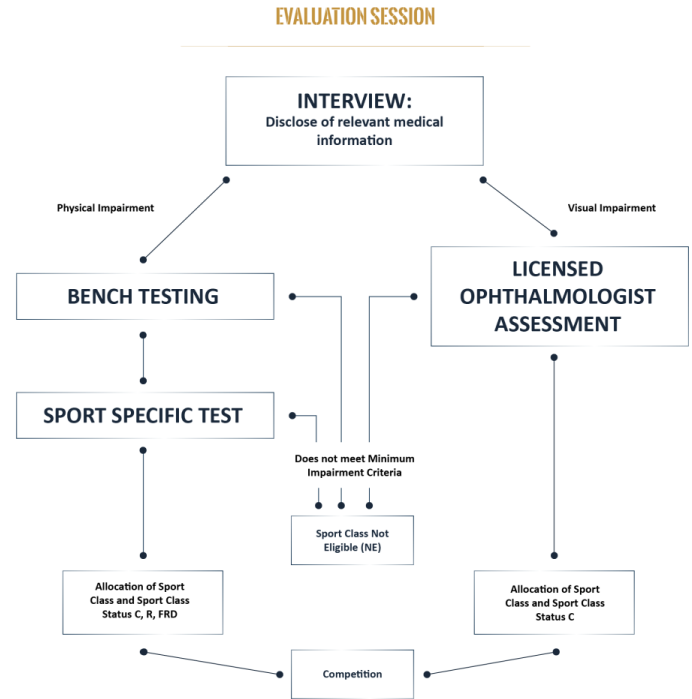 EVALUATION SESSION
INTERVIEW:
Disclose of relevant medical
information
Physical Impairment
Visual Impairment
BENCH TESTING
LICENSED
OPHTHALMOLOGIST
ASSESSMENT
SPORT SPECIFIC TEST
Does not meet Minimum
Impairment Criteria
Sport Class Not
Eligible (NE)
Allocation of Sport
Class and Sport Class
Status C, R, FRD
Allocation of Sport
Class and Sport Class
Status C
Competition